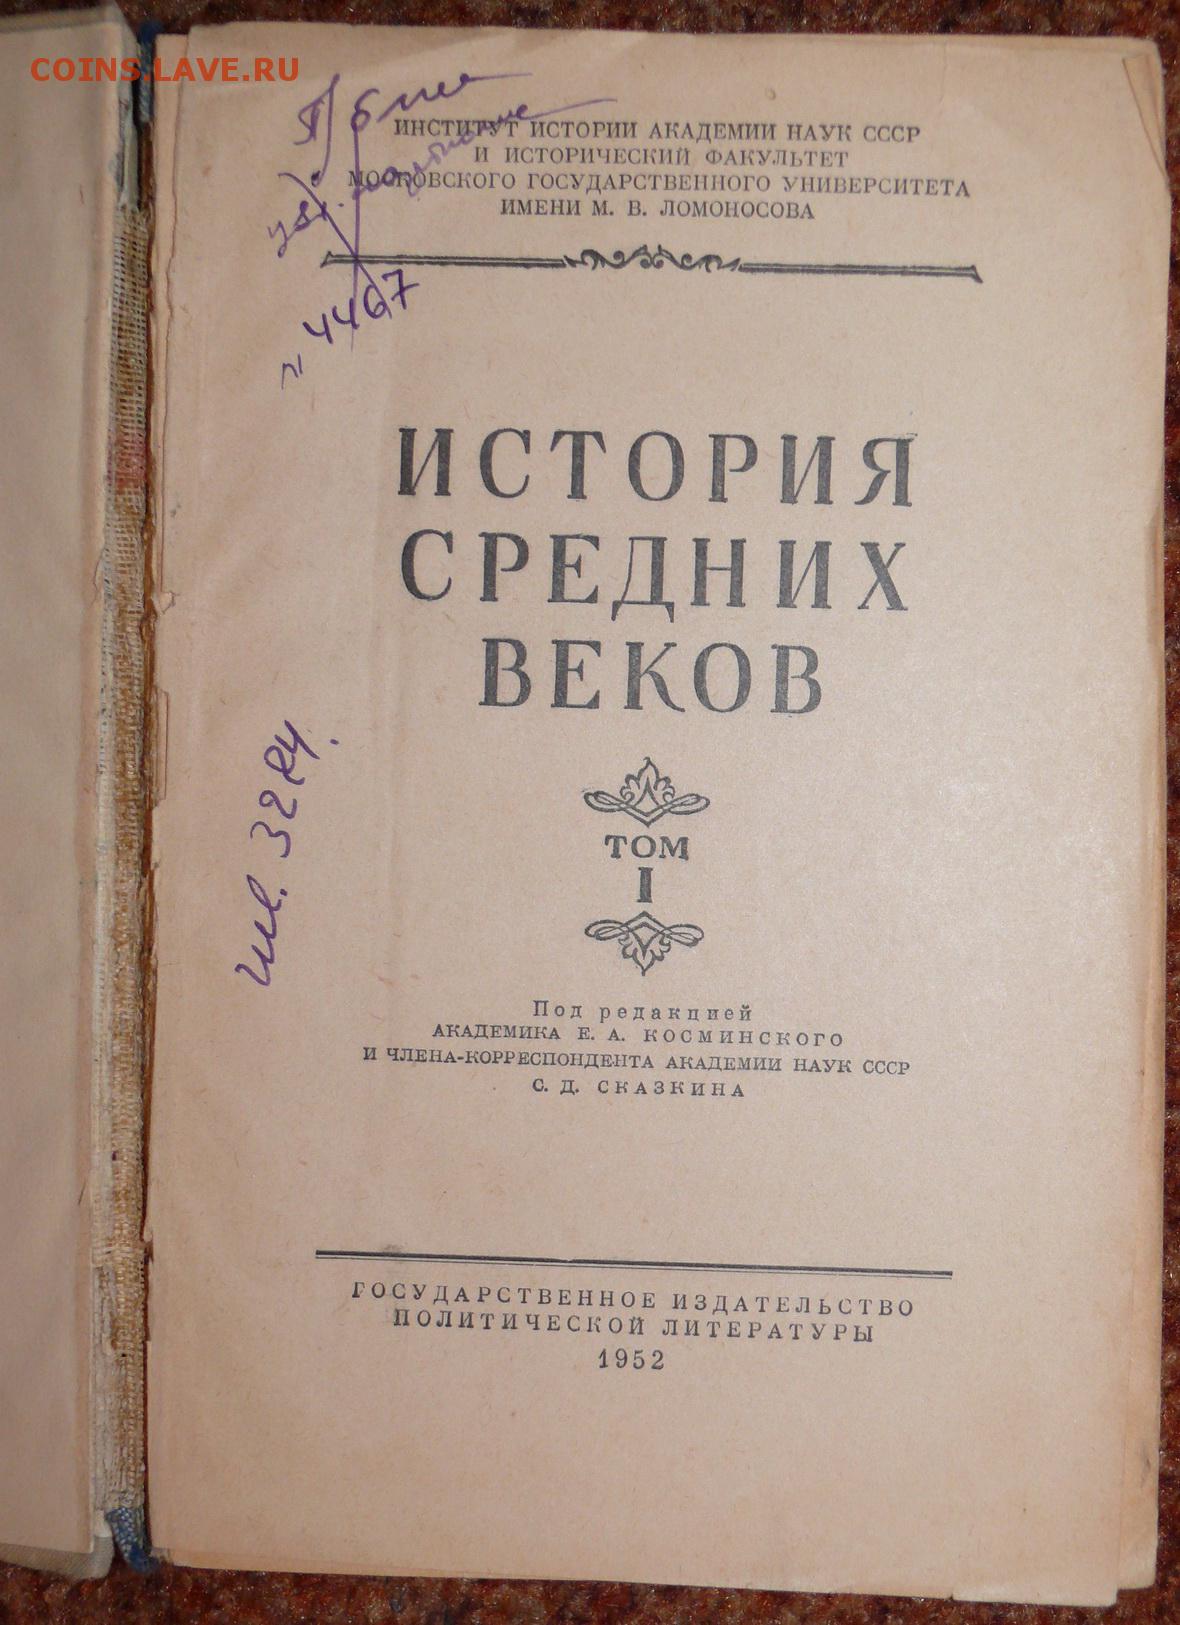 COINS.LAVE.RU
ИНСТИТУТ ИСТОРИИ АКАДЕМИИ НАУК СССР
И ИСТОРИЧЕСКИЙ ФАКУЛЬТЕТ
МОСКОВСКОГО ГОСУДАРСТВЕННОГО УНИВЕРСИТЕТА
ИМЕНИ М. В. ЛОМОНОСОВА
4467
ИСТОРИЯ
СРЕДНИХ
ВЕКОВ
ТОМ
I
Под редакцией
АКАДЕМИКА Е. А. КОСМИНСКОГО
И ЧЛЕНА-КОРРЕСПОНДЕНТА АКАДЕМИИ НАУК СССР
С. Д. СКАЗКИНА
ГОСУДАРСТВЕННОЕ ИЗДАТЕЛЬСТВО
ПОЛИТИЧЕСКОЙ ЛИТЕРАТУРЫ
1952